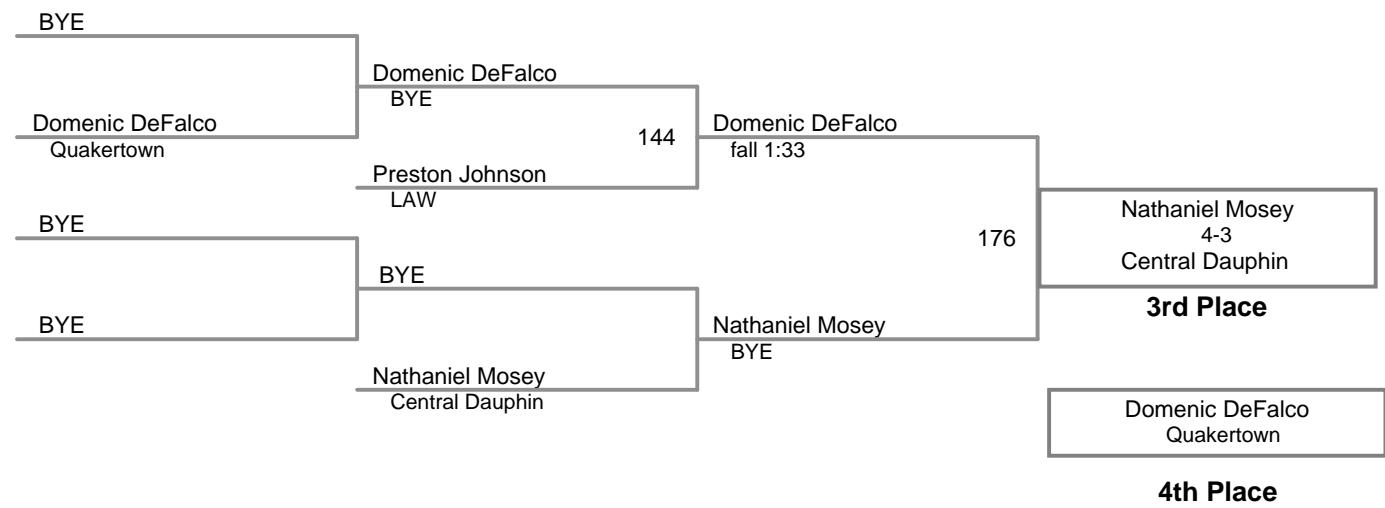 BYE
Domenic DeFalco
BYE
Domenic DeFalco
Quakertown
144
Domenic DeFalco
fall 1:33
Preston Johnson
LAW
BYE
176
Nathaniel Mosey
4-3
Central Dauphin
BYE
3rd Place
BYE
Nathaniel Mosey
BYE
Nathaniel Mosey
Central Dauphin
Domenic DeFalco
Quakertown
4th Place